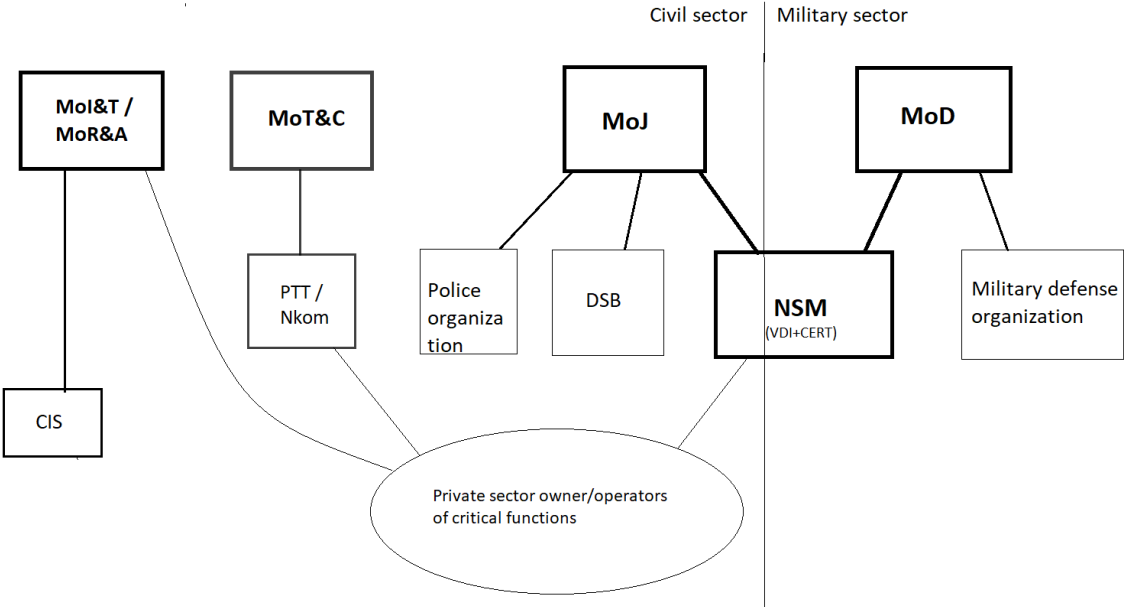 Civil sector
Military sector
MoI&T /
MoR&A
MoT&C
MoJ
MoD
PTT /
Nkom
Police
organiza
tion
DSB
NSM
(VDI+CERT)
Military defense
organization
CIS
Private sector owner/operators
of critical functions